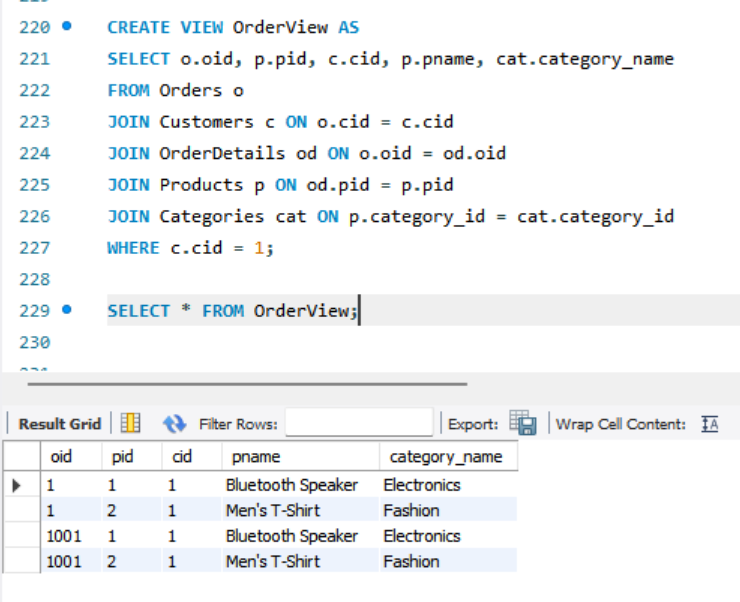 220 CREATE VIEW OrderView AS
221 SELECT o.oid, p.pid, c.cid, p.pname, cat.category_name
222 FROM Orders o
223 JOIN Customers c ON o.cid = c.cid
224 JOIN OrderDetails od ON o.oid = od.oid
225 JOIN Products p ON od.pid = p.pid
226 JOIN Categories cat ON p.category_id = cat.category_id
227 WHERE c.cid = 1;
228
229 SELECT * FROM OrderView;
230
Result Grid Filter Rows: Export: Wrap Cell Content: IA
oid pid cid pname category_name
1 1 1 Bluetooth Speaker Electronics
1 2 1 Men's T-Shirt Fashion
1001 1 1 Bluetooth Speaker Electronics
1001 2 1 Men's T-Shirt Fashion